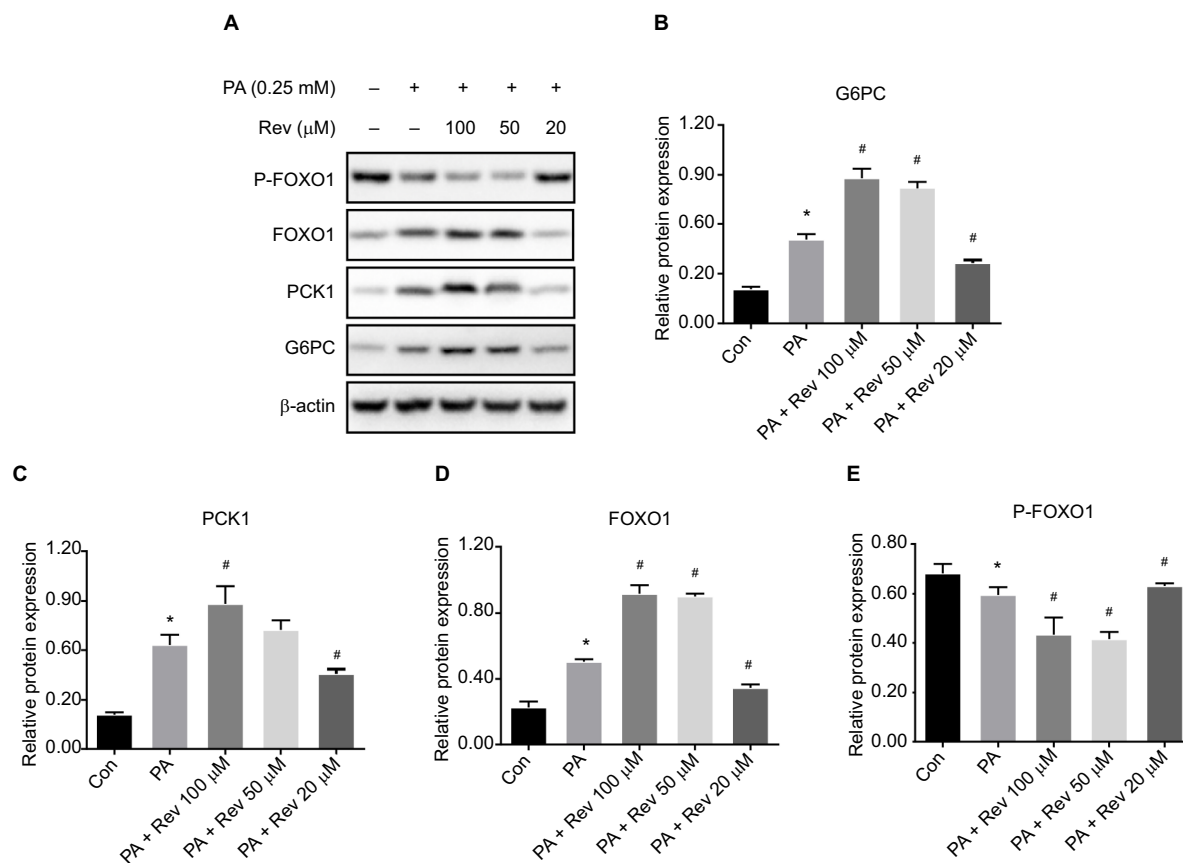 A
PA (0.25 mM) – + + + +
Rev (μM) – – 100 50 20
P-FOXO1
FOXO1
PCK1
G6PC
β-actin
B
G6PC
Relative protein expression
1.20
0.90
0.60
0.20
0.00
*
#
#
#
Con
PA
PA + Rev 100 μM
PA + Rev 50 μM
PA + Rev 20 μM
C
PCK1
Relative protein expression
1.20
0.90
0.60
0.20
0.00
*
#
#
Con
PA
PA + Rev 100 μM
PA + Rev 50 μM
PA + Rev 20 μM
D
FOXO1
Relative protein expression
1.20
0.80
0.40
0.00
*
#
#
#
Con
PA
PA + Rev 100 μM
PA + Rev 50 μM
PA + Rev 20 μM
E
P-FOXO1
Relative protein expression
0.80
0.60
0.40
0.60
0.00
*
#
#
#
Con
PA
PA + Rev 100 μM
PA + Rev 50 μM
PA + Rev 20 μM